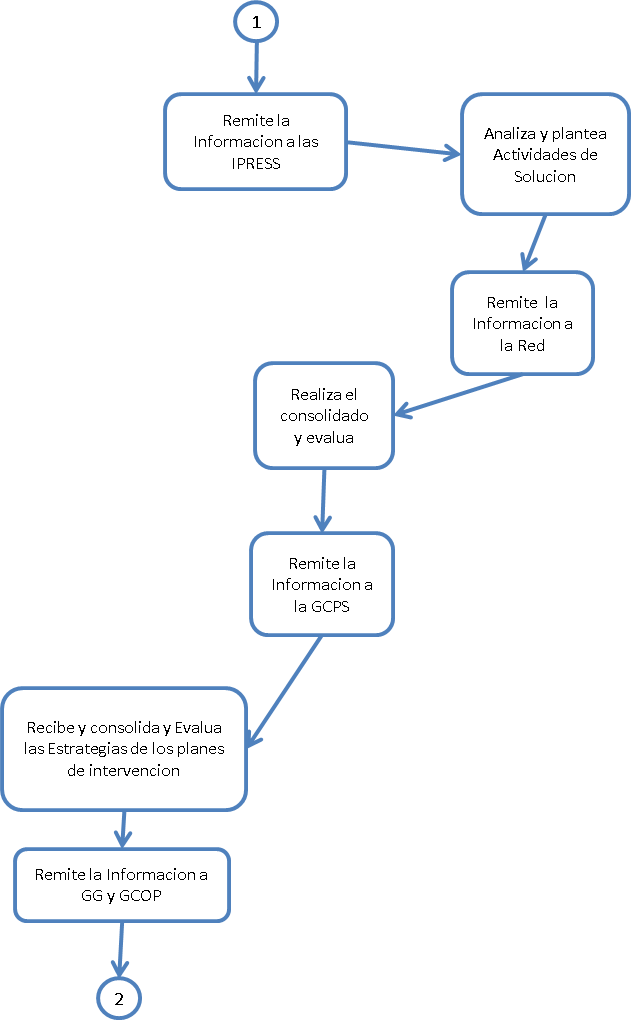 1
Remite la
Informacion a las
IPRESS
Analiza y plantea
Actividades de
Solucion
Remite la
Informacion a
la Red
Realiza el
consolidado
y evalua
Remite la
Informacion a
la GCPS
Recibe y consolida y Evalua
las Estrategias de los planes
de intervencion
Remite la Informacion a
GG y GCOP
2